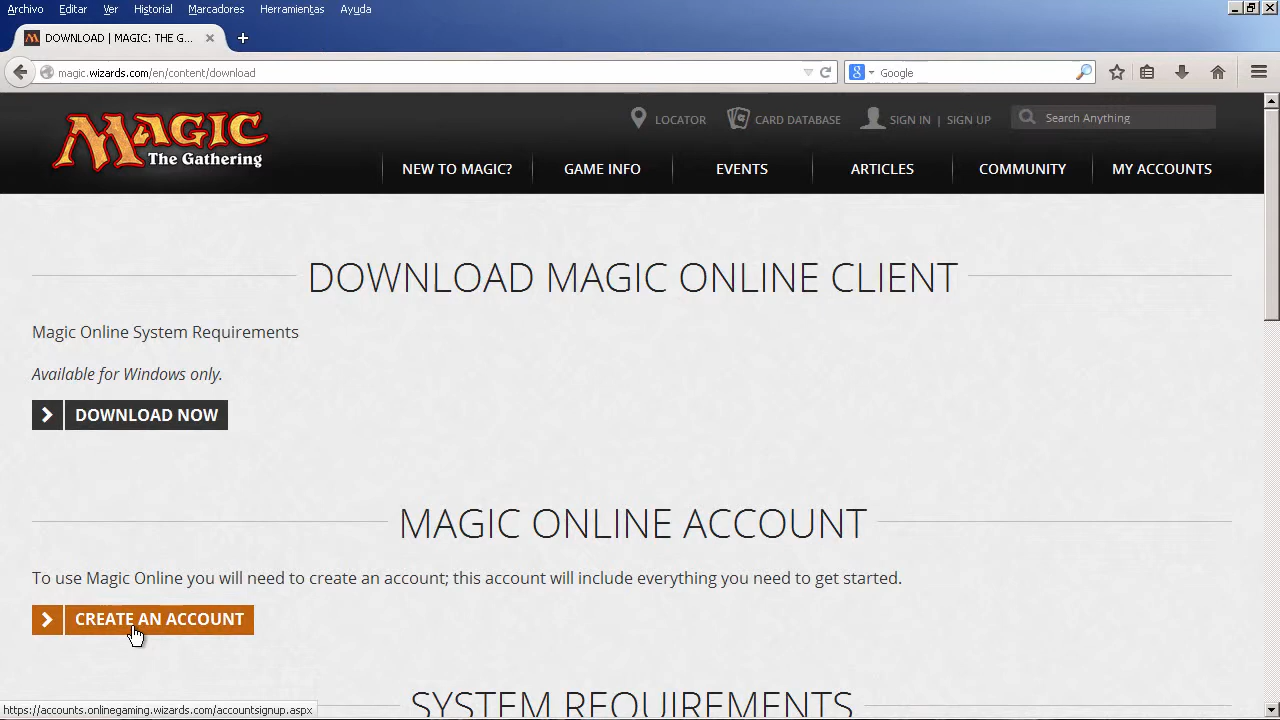 Archivo Editar Ver Historial Marcadores Herramientas Ayuda
DOWNLOAD | MAGIC: THE G...
magic.wizards.com/en/content/download
Google
MAGIC
The Gathering
LOCATOR CARD DATABASE SIGN IN | SIGN UP Search Anything
NEW TO MAGIC? GAME INFO EVENTS ARTICLES COMMUNITY MY ACCOUNTS
DOWNLOAD MAGIC ONLINE CLIENT
Magic Online System Requirements
Available for Windows only.
DOWNLOAD NOW
MAGIC ONLINE ACCOUNT
To use Magic Online you will need to create an account; this account will include everything you need to get started.
CREATE AN ACCOUNT
SYSTEM REQUIREMENTS
https://accounts.onlinegaming.wizards.com/accountsignup.aspx